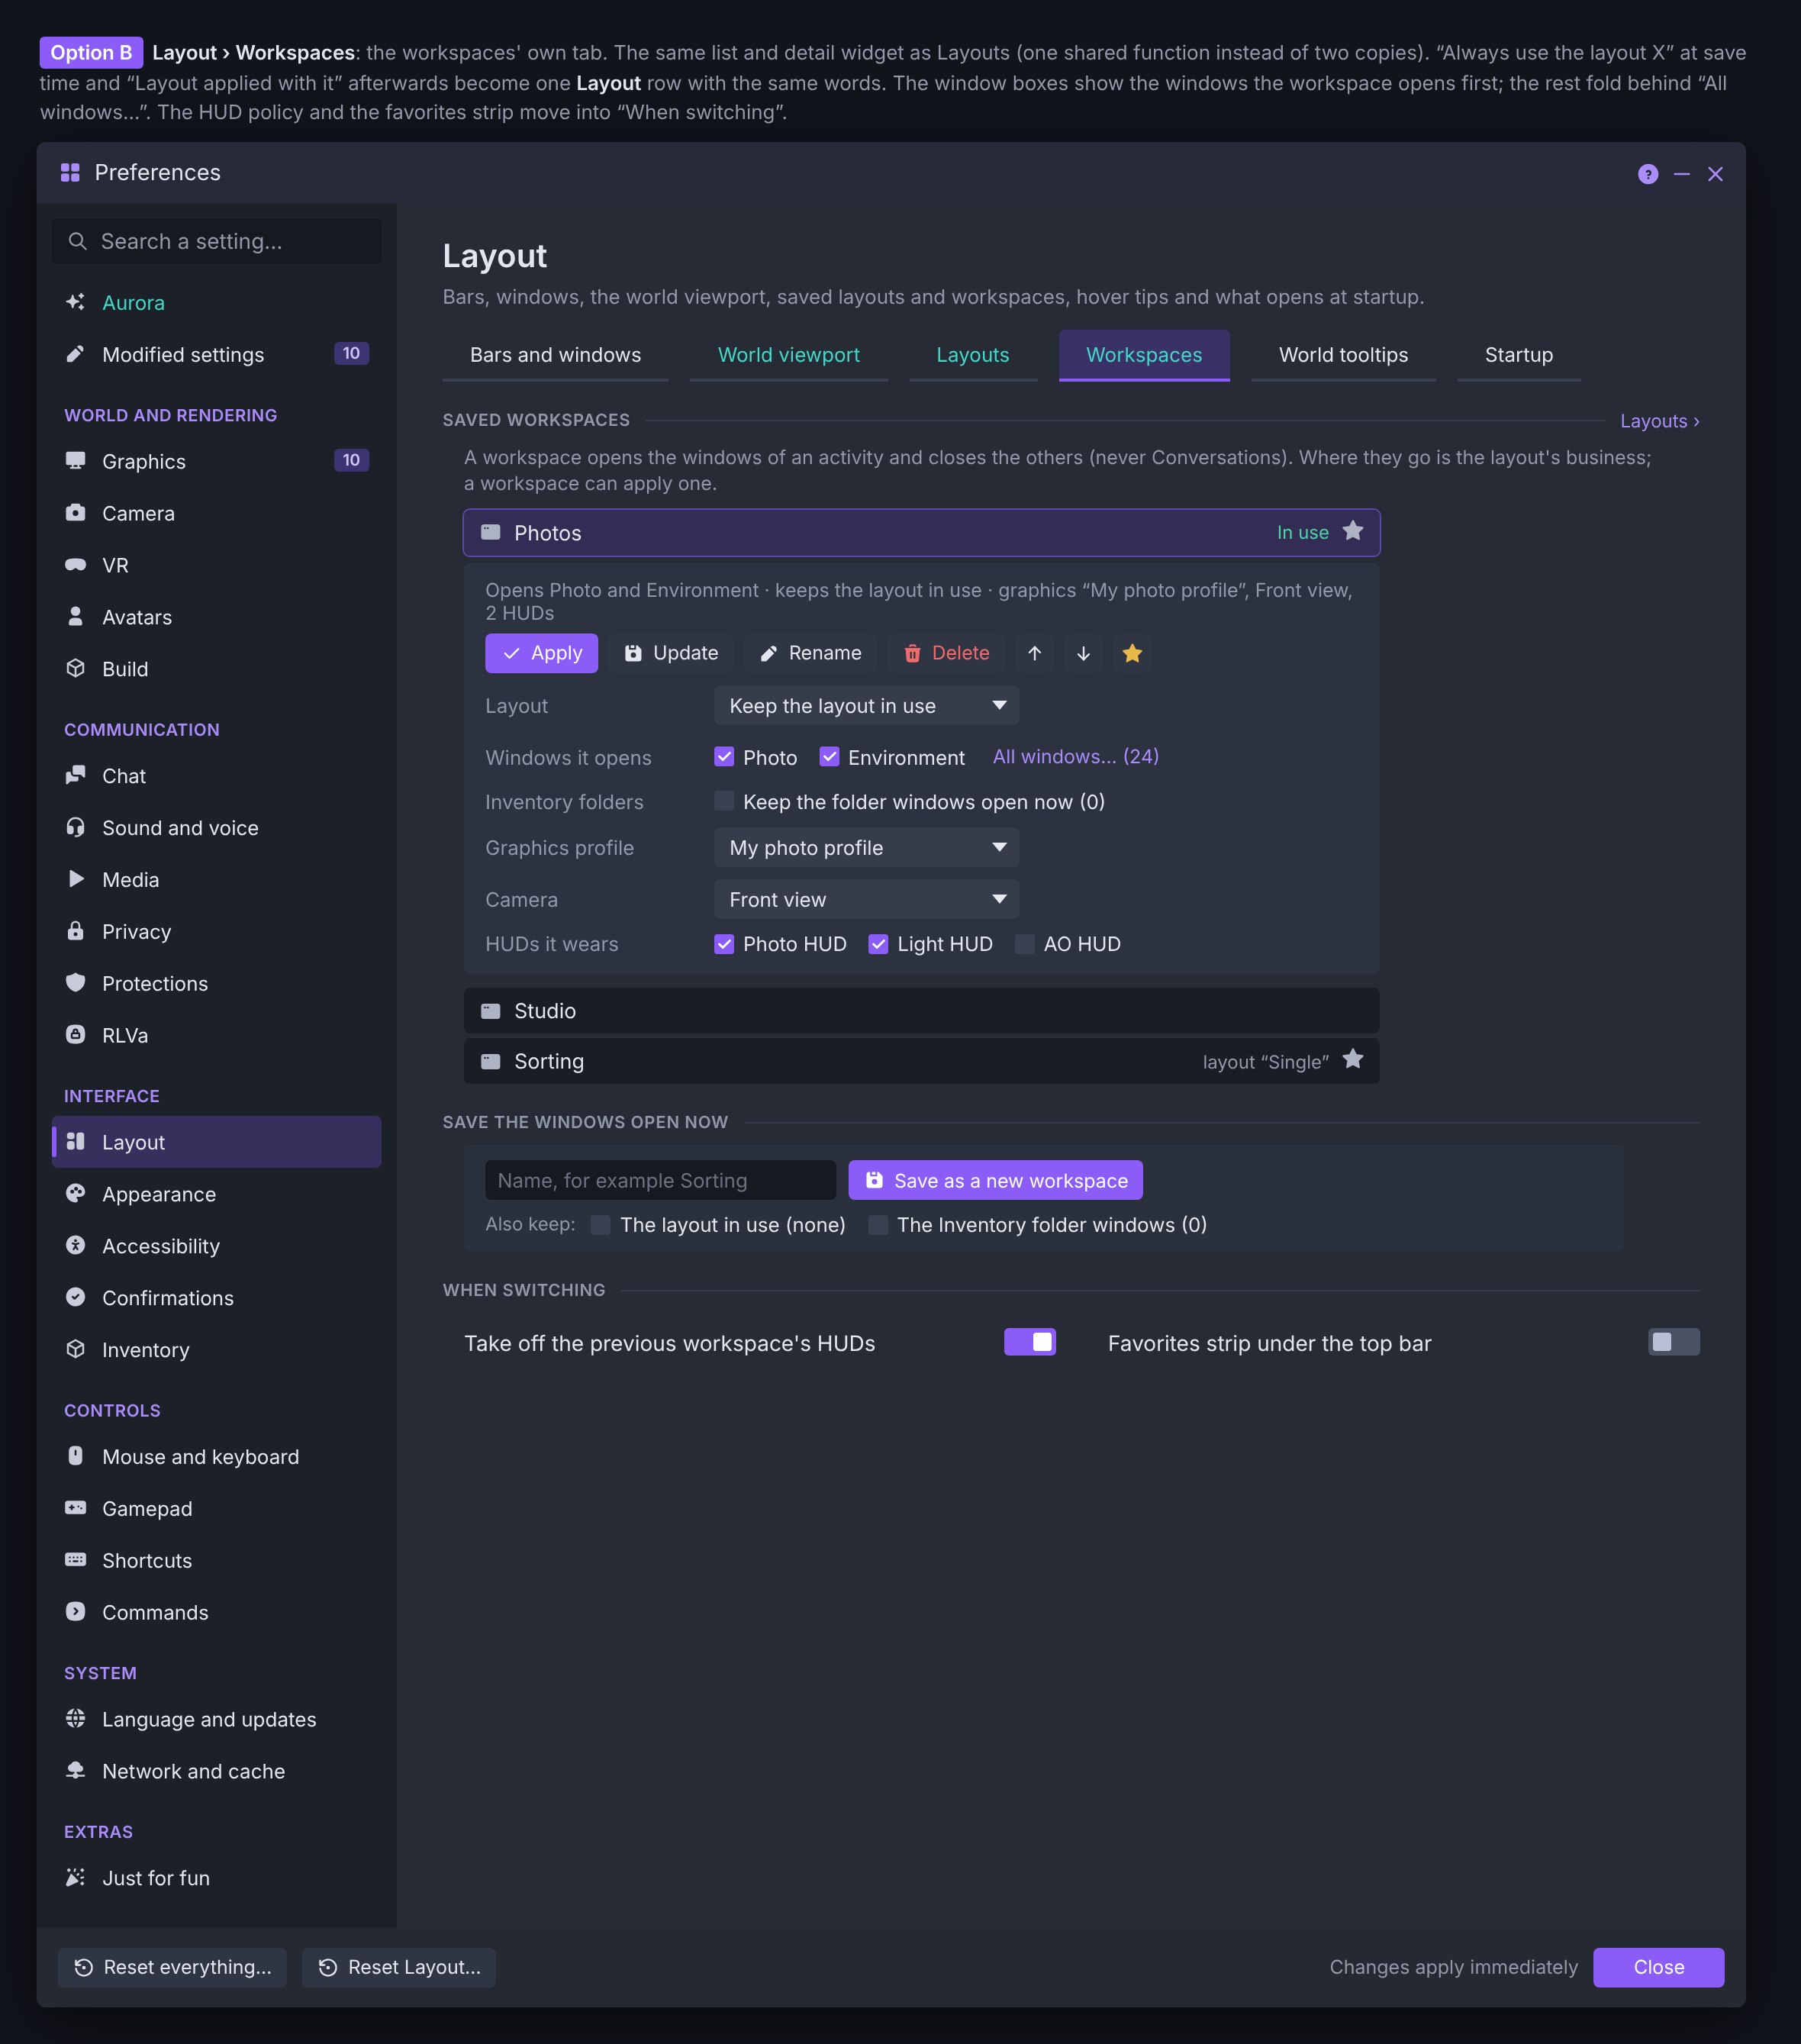 Option B Layout › Workspaces: the workspaces' own tab. The same list and detail widget as Layouts (one shared function instead of two copies). “Always use the layout X” at save
time and “Layout applied with it” afterwards become one Layout row with the same words. The window boxes show the windows the workspace opens first; the rest fold behind “All
windows…”. The HUD policy and the favorites strip move into “When switching”.
Preferences
Search a setting…
Aurora
Modified settings 10
WORLD AND RENDERING
Graphics 10
Camera
VR
Avatars
Build
COMMUNICATION
Chat
Sound and voice
Media
Privacy
Protections
RLVa
INTERFACE
Layout
Appearance
Accessibility
Confirmations
Inventory
CONTROLS
Mouse and keyboard
Gamepad
Shortcuts
Commands
SYSTEM
Language and updates
Network and cache
EXTRAS
Just for fun
Layout
Bars, windows, the world viewport, saved layouts and workspaces, hover tips and what opens at startup.
Bars and windows World viewport Layouts Workspaces World tooltips Startup
SAVED WORKSPACES Layouts ›
A workspace opens the windows of an activity and closes the others (never Conversations). Where they go is the layout's business;
a workspace can apply one.
Photos In use
Opens Photo and Environment · keeps the layout in use · graphics “My photo profile”, Front view,
2 HUDs
Apply Update Rename Delete
Layout Keep the layout in use
Windows it opens Photo Environment All windows… (24)
Inventory folders Keep the folder windows open now (0)
Graphics profile My photo profile
Camera Front view
HUDs it wears Photo HUD Light HUD AO HUD
Studio
Sorting layout “Single”
SAVE THE WINDOWS OPEN NOW
Name, for example Sorting Save as a new workspace
Also keep: The layout in use (none) The Inventory folder windows (0)
WHEN SWITCHING
Take off the previous workspace's HUDs Favorites strip under the top bar
Reset everything… Reset Layout… Changes apply immediately Close